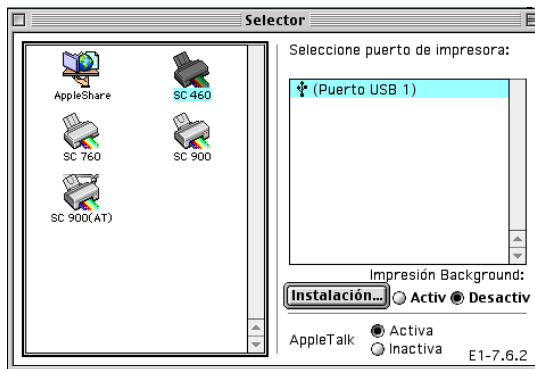 Selector
AppleShare
SC 460
SC 760
SC 900
SC 900(AT)
Seleccione puerto de impresora:
(Puerto USB 1)
Impresión Background:
Instalación... Activ Desactiv
AppleTalk
Activa
Inactiva
E1-7.6.2